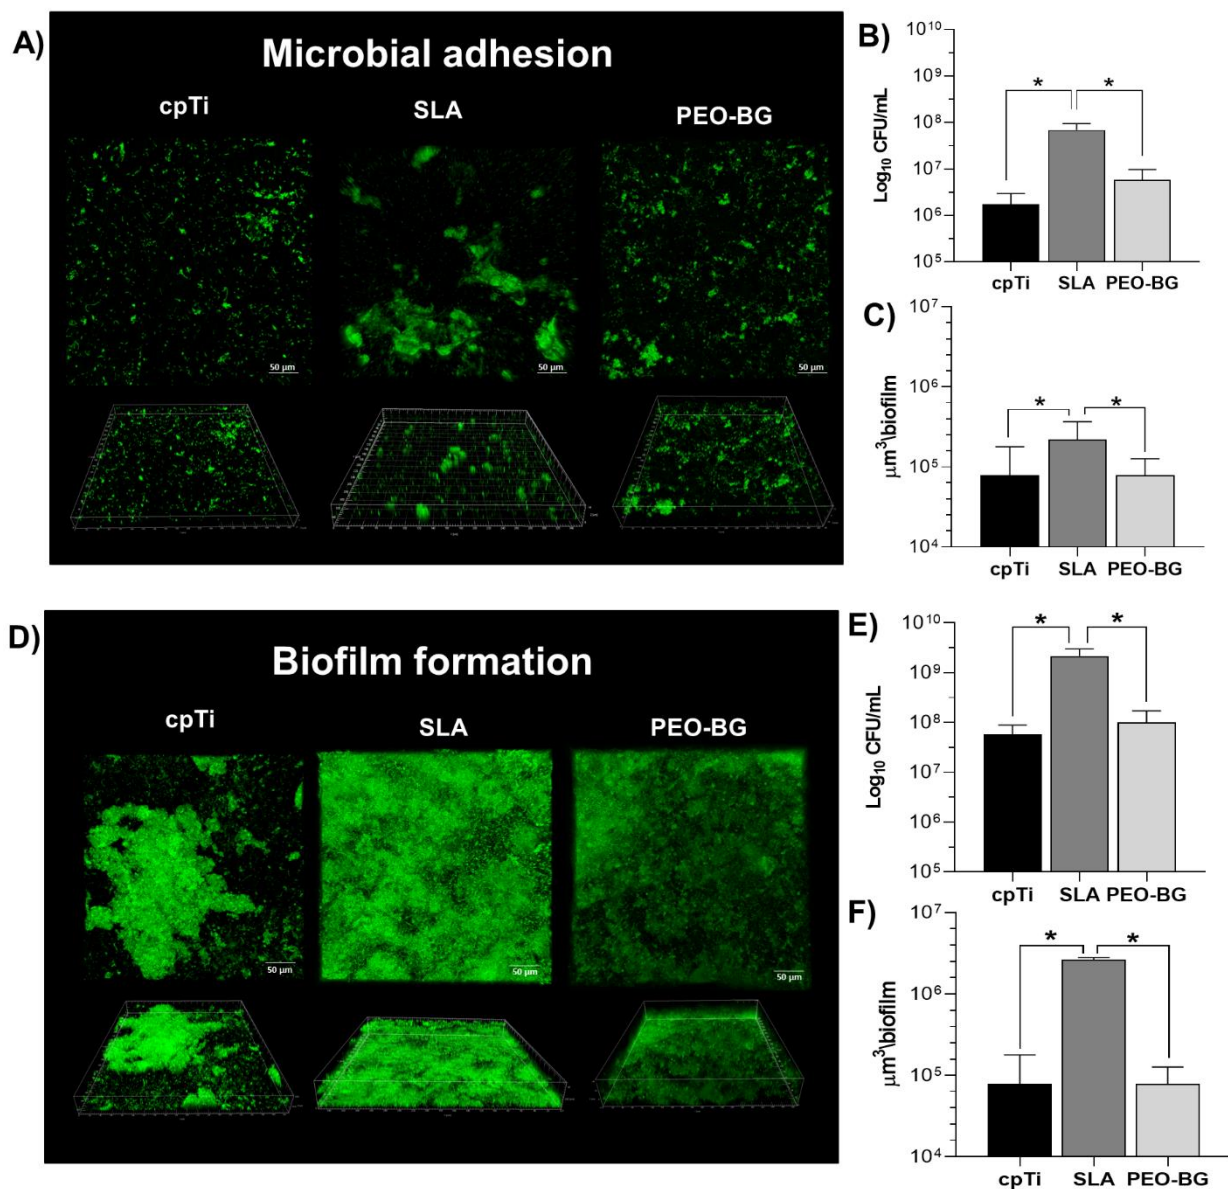 A)
Microbial adhesion
cpTi
SLA
PEO-BG
50 µm
50 µm
50 µm
B)
Log₁₀ CFU/mL
10¹⁰
10⁹
10⁸
10⁷
10⁶
10⁵
* *
cpTi SLA PEO-BG
C)
µm³\biofilm
10⁷
10⁶
10⁵
10⁴
* *
cpTi SLA PEO-BG
D)
Biofilm formation
cpTi
SLA
PEO-BG
50 µm
50 µm
50 µm
E)
Log₁₀ CFU/mL
10¹⁰
10⁹
10⁸
10⁷
10⁶
10⁵
* *
cpTi SLA PEO-BG
F)
µm³\biofilm
10⁷
10⁶
10⁵
10⁴
* *
cpTi SLA PEO-BG